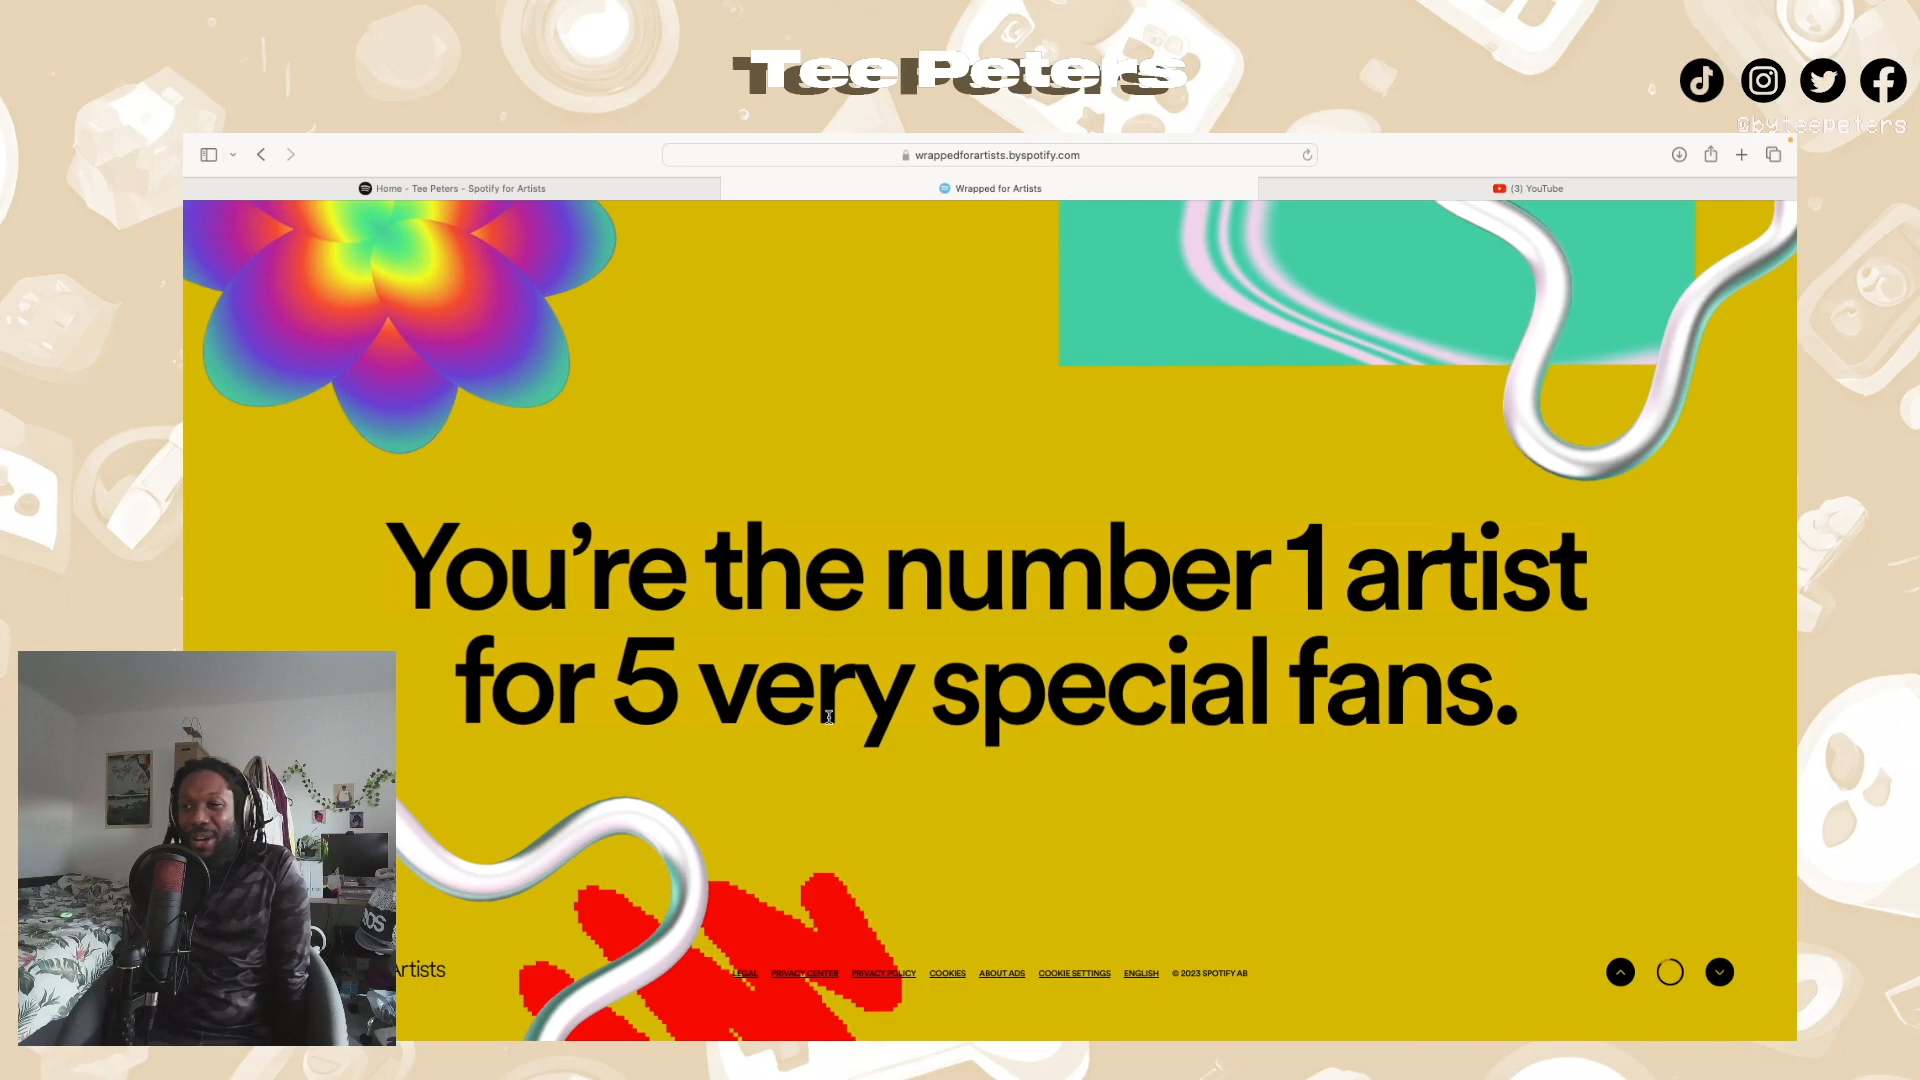 Tee Peters
@byteepeters
wrappedforartists.byspotify.com
Home - Tee Peters - Spotify for Artists
Wrapped for Artists
(3) YouTube
You’re the number 1 artist
for 5 very special fans.
Artists
LEGAL PRIVACY CENTER PRIVACY POLICY COOKIES ABOUT ADS COOKIE SETTINGS ENGLISH © 2023 SPOTIFY AB